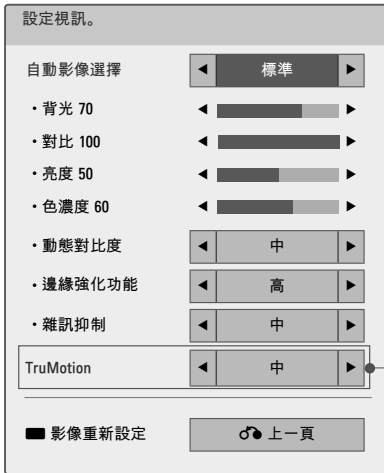 設定視訊。
自動影像選擇 ◀ 標準 ▶
・背光 70 ◀ ▶
・對比 100 ◀ ▶
・亮度 50 ◀ ▶
・色濃度 60 ◀ ▶
・動態對比度 ◀ 中 ▶
・邊緣強化功能 ◀ 高 ▶
・雜訊抑制 ◀ 中 ▶
TruMotion ◀ 中 ▶
影像重新設定 上一頁